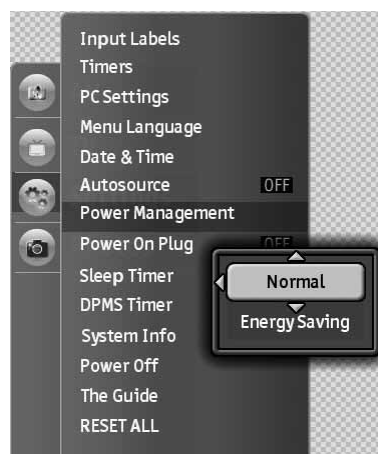 Input Labels
Timers
PC Settings
Menu Language
Date & Time
Autosource OFF
Power Management
Power On Plug OFF
Sleep Timer
Normal
DPMS Timer
Energy Saving
System Info
Power Off
The Guide
RESET ALL